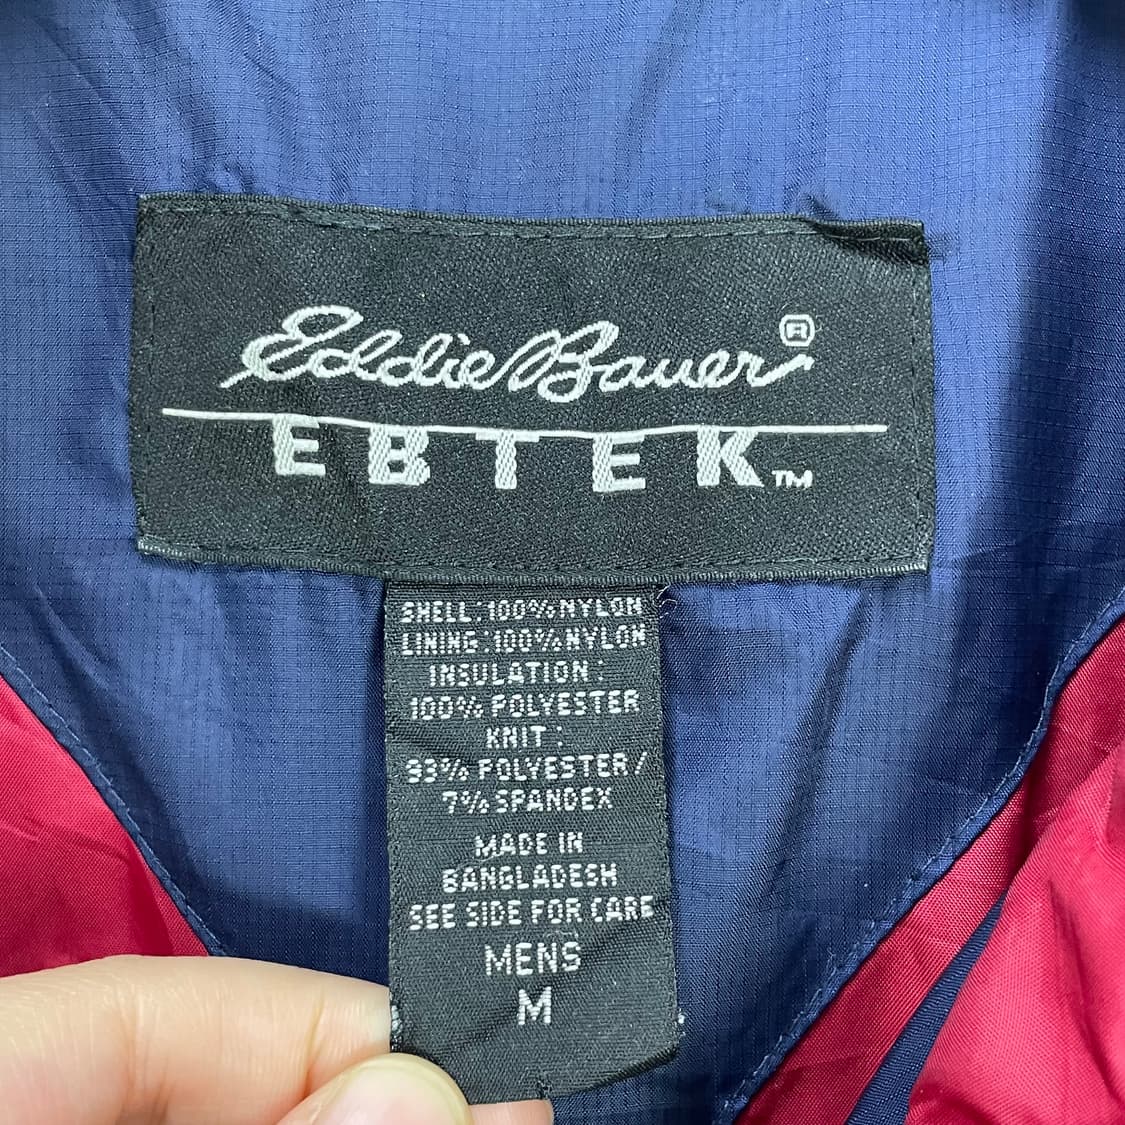 Eddie Bauer®
EBTEK™
SHELL:100%NYLON
LINING:100%NYLON
INSULATION:
100% POLYESTER
KNIT:
93% POLYESTER/
7% SPANDEX
MADE IN
BANGLADESH
SEE SIDE FOR CARE
MENS
M